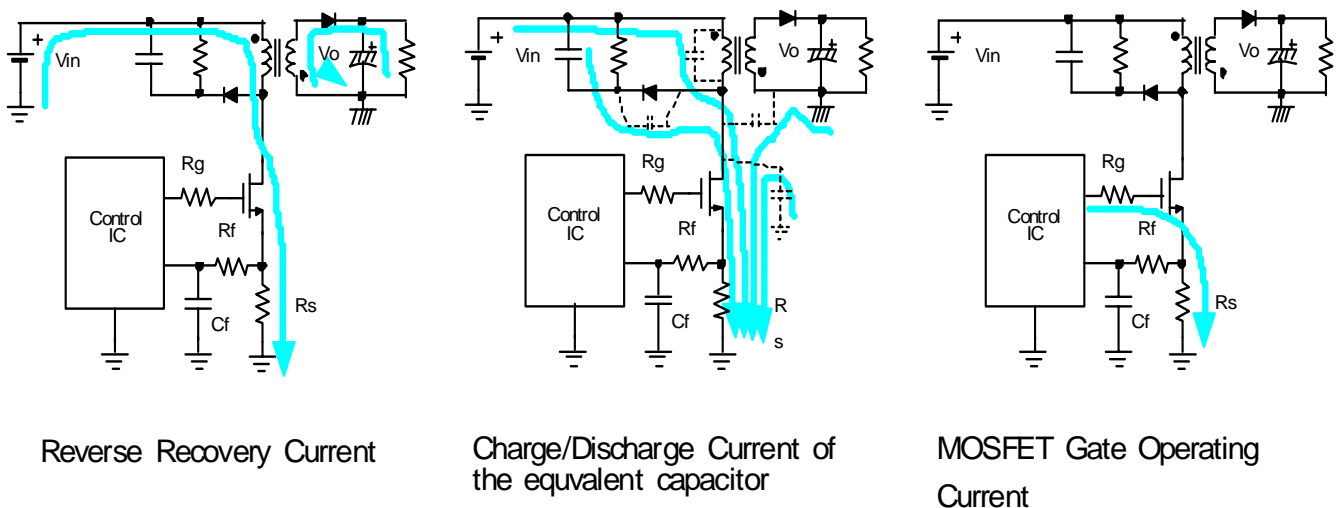 +
Vin
Vo
+
Rg
Control
IC
Rf
Rs
Cf
Reverse Recovery Current
+
Vin
Vo
+
Rg
Control
IC
Rf
R
s
Cf
Charge/Discharge Current of
the equvalent capacitor
+
Vin
Vo
+
Rg
Control
IC
Rf
Rs
Cf
MOSFET Gate Operating
Current